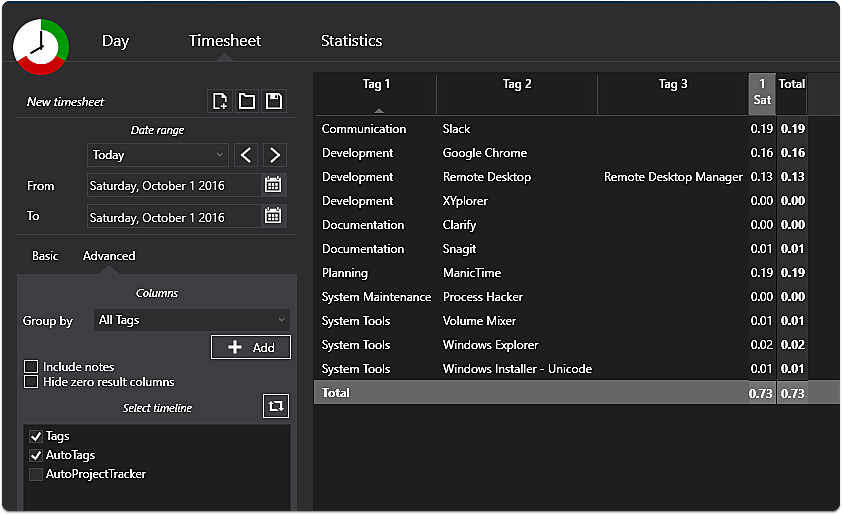 Day Timesheet Statistics
New timesheet
Date range
Today
From Saturday, October 1 2016
To Saturday, October 1 2016
Basic Advanced
Columns
Group by All Tags
Add
Include notes
Hide zero result columns
Select timeline
Tags
AutoTags
AutoProjectTracker
Tag 1 Tag 2 Tag 3 1 Sat Total
Communication Slack 0.19 0.19
Development Google Chrome 0.16 0.16
Development Remote Desktop Remote Desktop Manager 0.13 0.13
Development XYplorer 0.00 0.00
Documentation Clarify 0.00 0.00
Documentation Snagit 0.01 0.01
Planning ManicTime 0.19 0.19
System Maintenance Process Hacker 0.00 0.00
System Tools Volume Mixer 0.01 0.01
System Tools Windows Explorer 0.02 0.02
System Tools Windows Installer - Unicode 0.01 0.01
Total 0.73 0.73